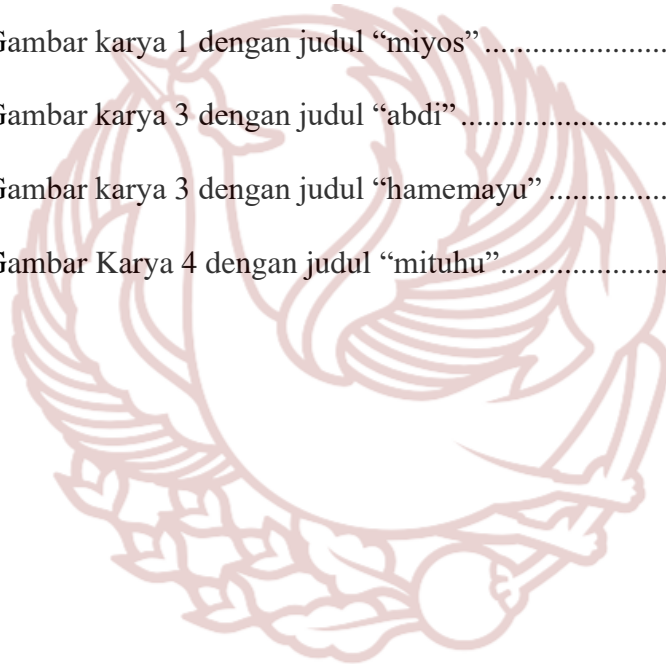 Gambar karya 1 dengan judul “miyos” ......................
Gambar karya 3 dengan judul “abdi” .........................
Gambar karya 3 dengan judul “hamemayu” ..............
Gambar Karya 4 dengan judul “mituhu”....................